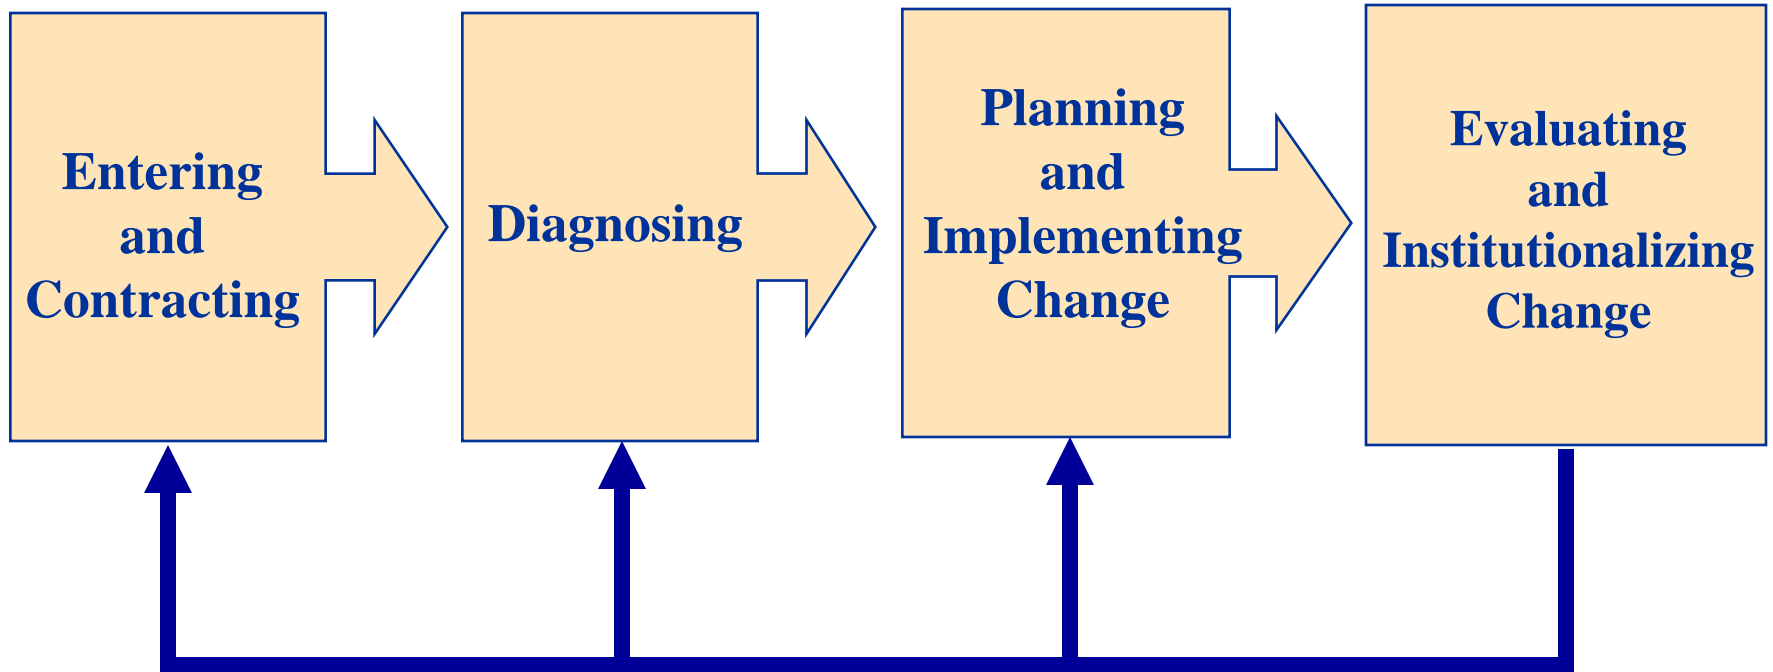 Entering
and
Contracting
Diagnosing
Planning
and
Implementing
Change
Evaluating
and
Institutionalizing
Change